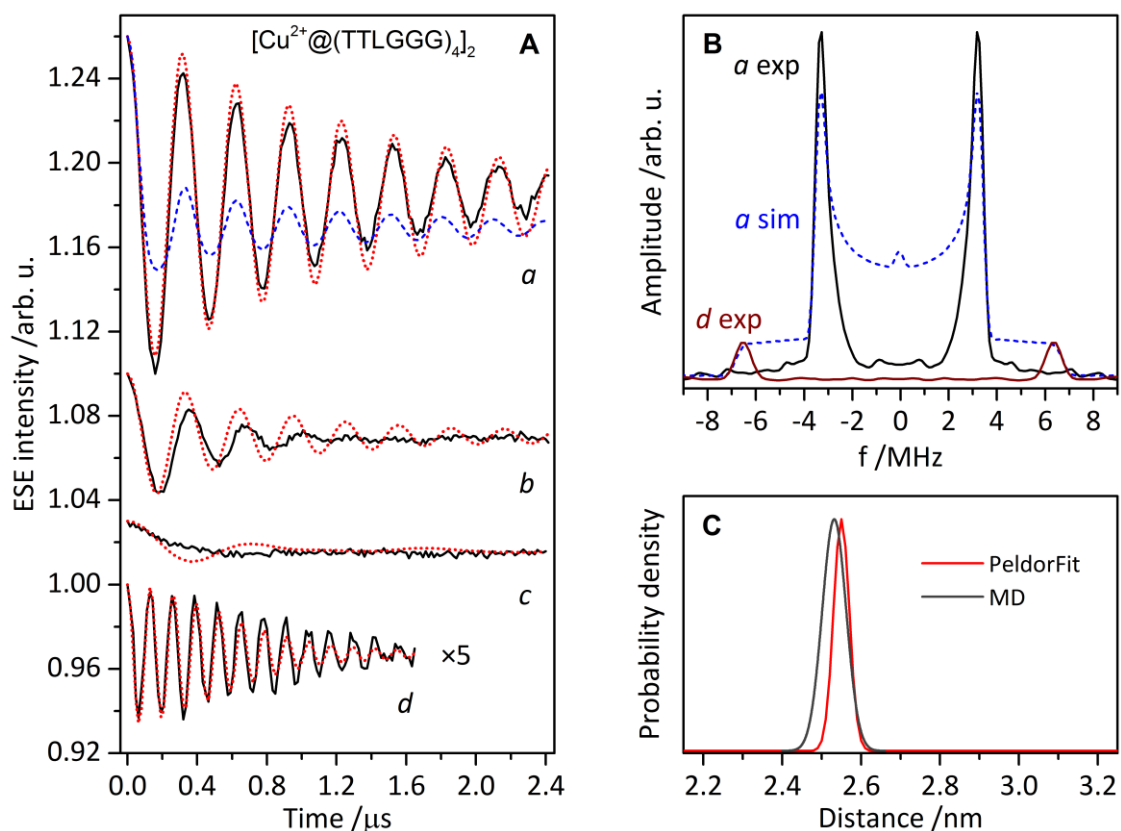 [Cu²⁺@(TTLGGG)₄]₂
A
ESE intensity /arb. u.
1.24
1.20
1.16
1.12
1.08
1.04
1.00
0.96
0.92
a
b
c
d
×5
0.0 0.4 0.8 1.2 1.6 2.0 2.4
Time /μs
B
a exp
a sim
d exp
Amplitude /arb. u.
-8 -6 -4 -2 0 2 4 6 8
f /MHz
C
PeldorFit
MD
Probability density
2.2 2.4 2.6 2.8 3.0 3.2
Distance /nm